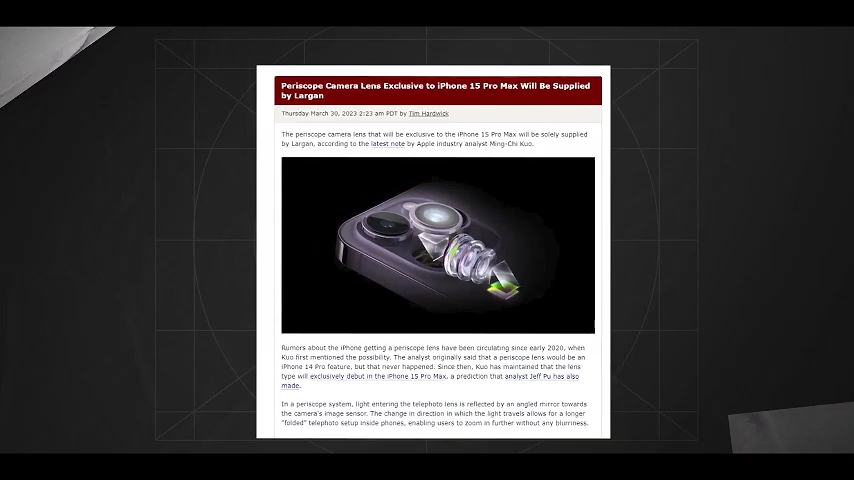 Periscope Camera Lens Exclusive to iPhone 15 Pro Max Will Be Supplied
by Largan
Thursday March 30, 2023 2:23 am PDT by Tim Hardwick
The periscope camera lens that will be exclusive to the iPhone 15 Pro Max will be solely supplied
by Largan, according to the latest note by Apple industry analyst Ming-Chi Kuo.
Rumors about the iPhone getting a periscope lens have been circulating since early 2020, when
Kuo first mentioned the possibility. The analyst originally said that a periscope lens would be an
iPhone 14 Pro feature, but that never happened. Since then, Kuo has maintained that the lens
type will exclusively debut in the iPhone 15 Pro Max, a prediction that analyst Jeff Pu has also
made.
In a periscope system, light entering the telephoto lens is reflected by an angled mirror towards
the camera's image sensor. The change in direction in which the light travels allows for a longer
"folded" telephoto setup inside phones, enabling users to zoom in further without any blurriness.